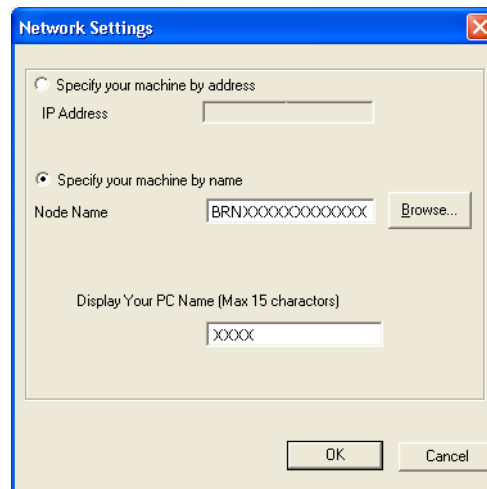 Network Settings
Specify your machine by address
IP Address
Specify your machine by name
Node Name BRNXXXXXXXXXXXX Browse...
Display Your PC Name (Max 15 charactors)
XXXX
OK Cancel